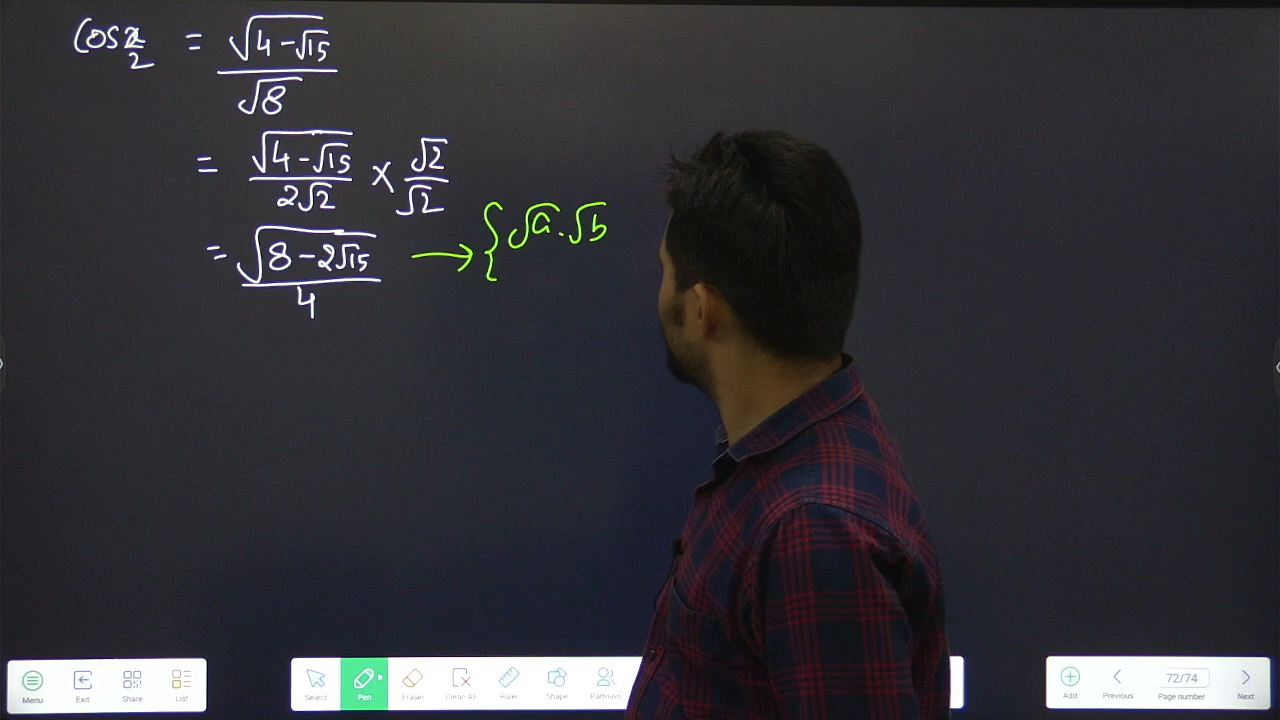 cos x/2 = √(4-√15) / √8
= √(4-√15) / 2√2 × √2/√2
= √(8-2√15) / 4 → { √a.√b
Menu Exit Share List Select Pen Eraser Clean All Ruler Shape Partition Add Previous 72/74 Page number Next